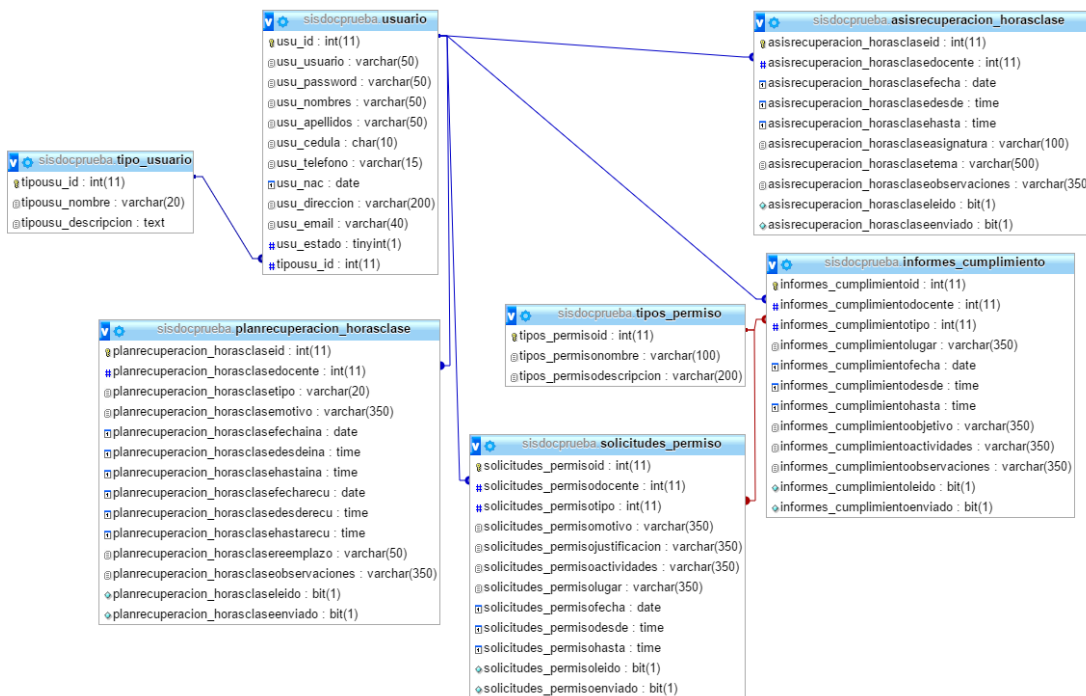 sisdocprueba.usuario
usu_id : int(11)
usu_usuario : varchar(50)
usu_password : varchar(50)
usu_nombres : varchar(50)
usu_apellidos : varchar(50)
usu_cedula : char(10)
usu_telefono : varchar(15)
usu_nac : date
usu_direccion : varchar(200)
usu_email : varchar(40)
usu_estado : tinyint(1)
tipousu_id : int(11)
sisdocprueba.asisrecuperacion_horasclase
asisrecuperacion_horasclaseid : int(11)
asisrecuperacion_horasclasedocente : int(11)
asisrecuperacion_horasclasefecha : date
asisrecuperacion_horasclasedesde : time
asisrecuperacion_horasclasehasta : time
asisrecuperacion_horasclaseasignatura : varchar(100)
asisrecuperacion_horasclasetema : varchar(500)
asisrecuperacion_horasclaseobservaciones : varchar(350)
asisrecuperacion_horasclaseleido : bit(1)
asisrecuperacion_horasclaseenviado : bit(1)
sisdocprueba.tipo_usuario
tipousu_id : int(11)
tipousu_nombre : varchar(20)
tipousu_descripcion : text
sisdocprueba.informes_cumplimiento
informes_cumplimientoid : int(11)
informes_cumplimientodocente : int(11)
informes_cumplimientotipo : int(11)
informes_cumplimientolugar : varchar(350)
informes_cumplimientofecha : date
informes_cumplimientodesde : time
informes_cumplimientohasta : time
informes_cumplimientoobjetivo : varchar(350)
informes_cumplimientoactividades : varchar(350)
informes_cumplimientoobservaciones : varchar(350)
informes_cumplimientoleido : bit(1)
informes_cumplimientoenviado : bit(1)
sisdocprueba.tipos_permiso
tipos_permisoid : int(11)
tipos_permisonombre : varchar(100)
tipos_permisodescripcion : varchar(200)
sisdocprueba.planrecuperacion_horasclase
planrecuperacion_horasclaseid : int(11)
planrecuperacion_horasclasedocente : int(11)
planrecuperacion_horasclasetipo : varchar(20)
planrecuperacion_horasclasemotivo : varchar(350)
planrecuperacion_horasclasefechaina : date
planrecuperacion_horasclasedesdeina : time
planrecuperacion_horasclasehastaina : time
planrecuperacion_horasclasefecharecu : date
planrecuperacion_horasclasedesderecu : time
planrecuperacion_horasclasehastarecu : time
planrecuperacion_horasclasereemplazo : varchar(50)
planrecuperacion_horasclaseobservaciones : varchar(350)
planrecuperacion_horasclaseleido : bit(1)
planrecuperacion_horasclaseenviado : bit(1)
sisdocprueba.solicitudes_permiso
solicitudes_permisoid : int(11)
solicitudes_permisodocente : int(11)
solicitudes_permisotipo : int(11)
solicitudes_permisomotivo : varchar(350)
solicitudes_permisojustificacion : varchar(350)
solicitudes_permisoactividades : varchar(350)
solicitudes_permisolugar : varchar(350)
solicitudes_permisofecha : date
solicitudes_permisodesde : time
solicitudes_permisohasta : time
solicitudes_permisoleido : bit(1)
solicitudes_permisoenviado : bit(1)